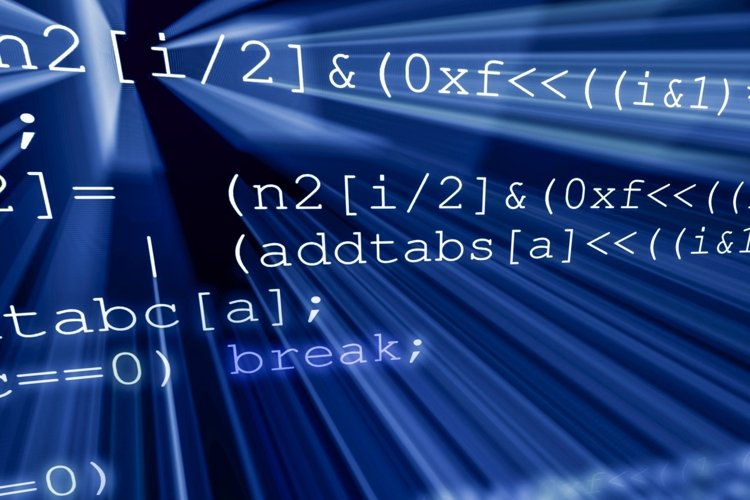 n2[i/2]&(0xf<<((i&1)
;
2]= (n2[i/2]&(0xf<<((
| (addtabs[a]<<((i&1
tabc[a];
c==0) break;
=0)